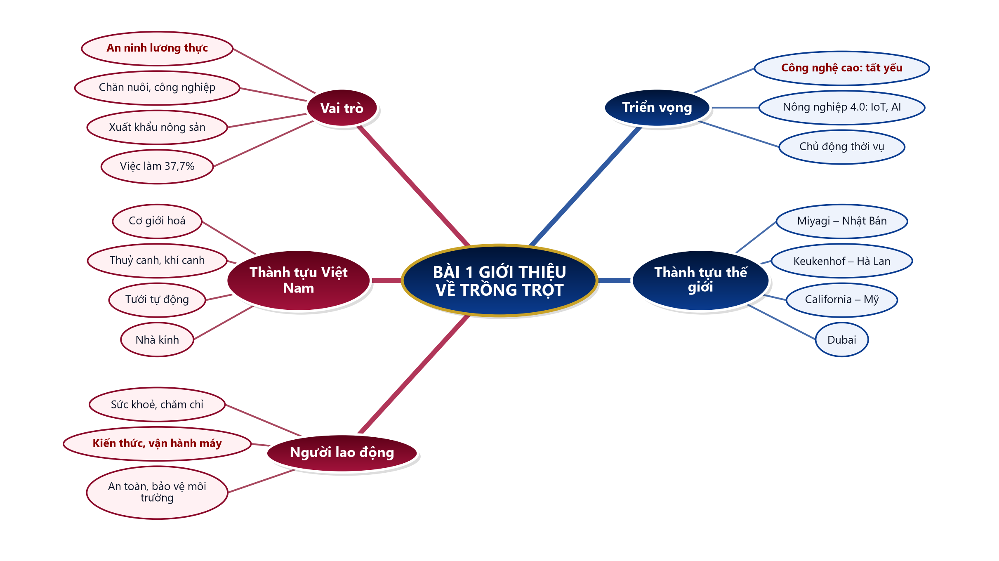 An ninh lương thực
Chăn nuôi, công nghiệp
Xuất khẩu nông sản
Việc làm 37,7%
Vai trò
Cơ giới hoá
Thuỷ canh, khí canh
Tưới tự động
Nhà kính
Thành tựu Việt
Nam
Sức khoẻ, chăm chỉ
Kiến thức, vận hành máy
An toàn, bảo vệ môi
trường
Người lao động
BÀI 1 GIỚI THIỆU
VỀ TRỒNG TRỌT
Triển vọng
Công nghệ cao: tất yếu
Nông nghiệp 4.0: IoT, AI
Chủ động thời vụ
Thành tựu thế
giới
Miyagi – Nhật Bản
Keukenhof – Hà Lan
California – Mỹ
Dubai